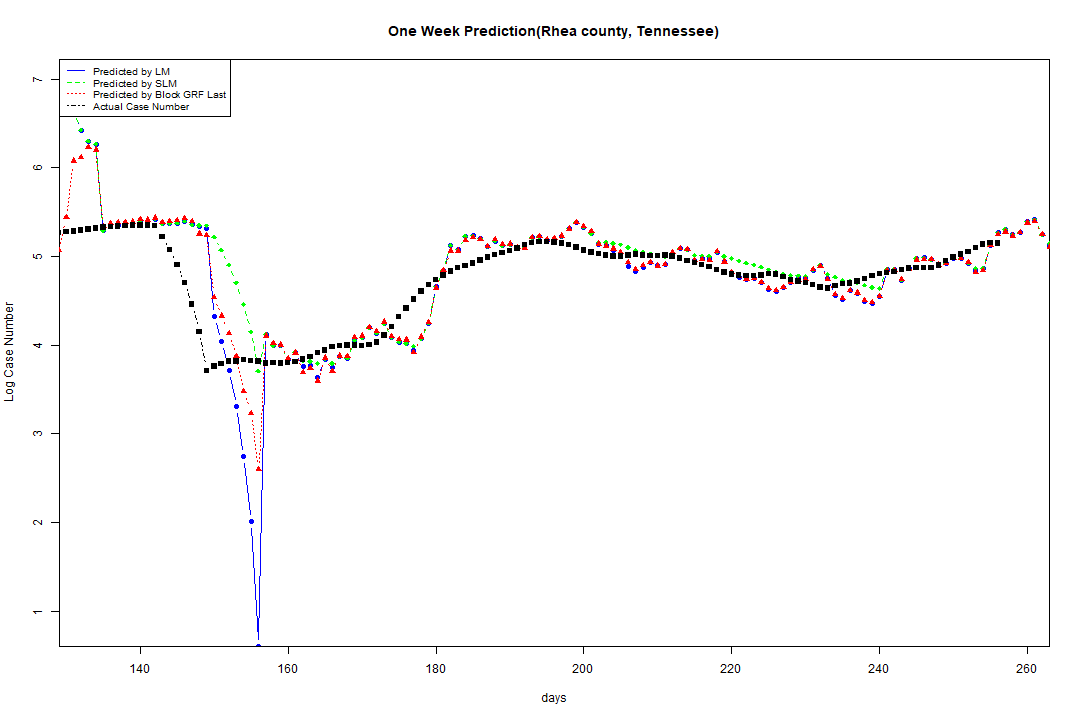 One Week Prediction(Rhea county, Tennessee)
Predicted by LM
Predicted by SLM
Predicted by Block GRF Last
Actual Case Number
Log Case Number
7
6
5
4
3
2
1
140 160 180 200 220 240 260
days